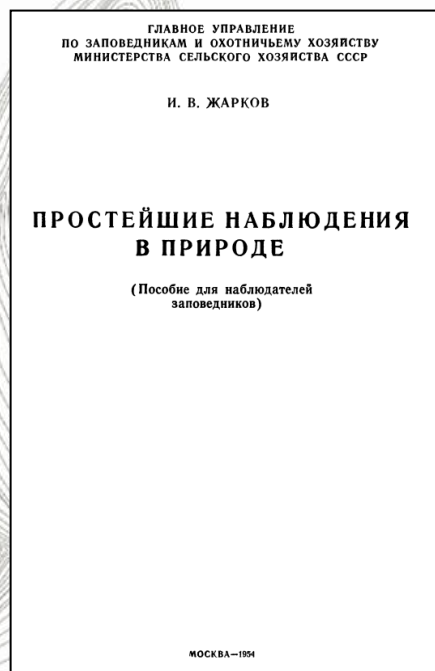 ГЛАВНОЕ УПРАВЛЕНИЕ
ПО ЗАПОВЕДНИКАМ И ОХОТНИЧЬЕМУ ХОЗЯЙСТВУ
МИНИСТЕРСТВА СЕЛЬСКОГО ХОЗЯЙСТВА СССР
И. В. ЖАРКОВ
ПРОСТЕЙШИЕ НАБЛЮДЕНИЯ
В ПРИРОДЕ
(Пособие для наблюдателей
заповедников)
МОСКВА—1954